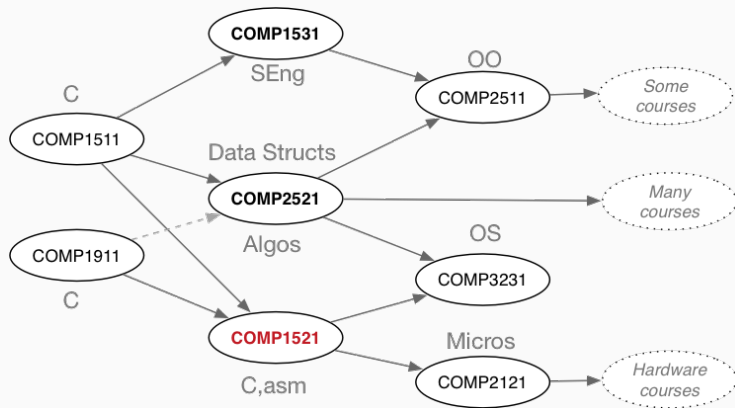 COMP1531
SEng
C
COMP1511
OO
COMP2511
Some
courses
Data Structs
COMP2521
Algos
Many
courses
COMP1911
C
OS
COMP3231
COMP1521
C,asm
Micros
COMP2121
Hardware
courses